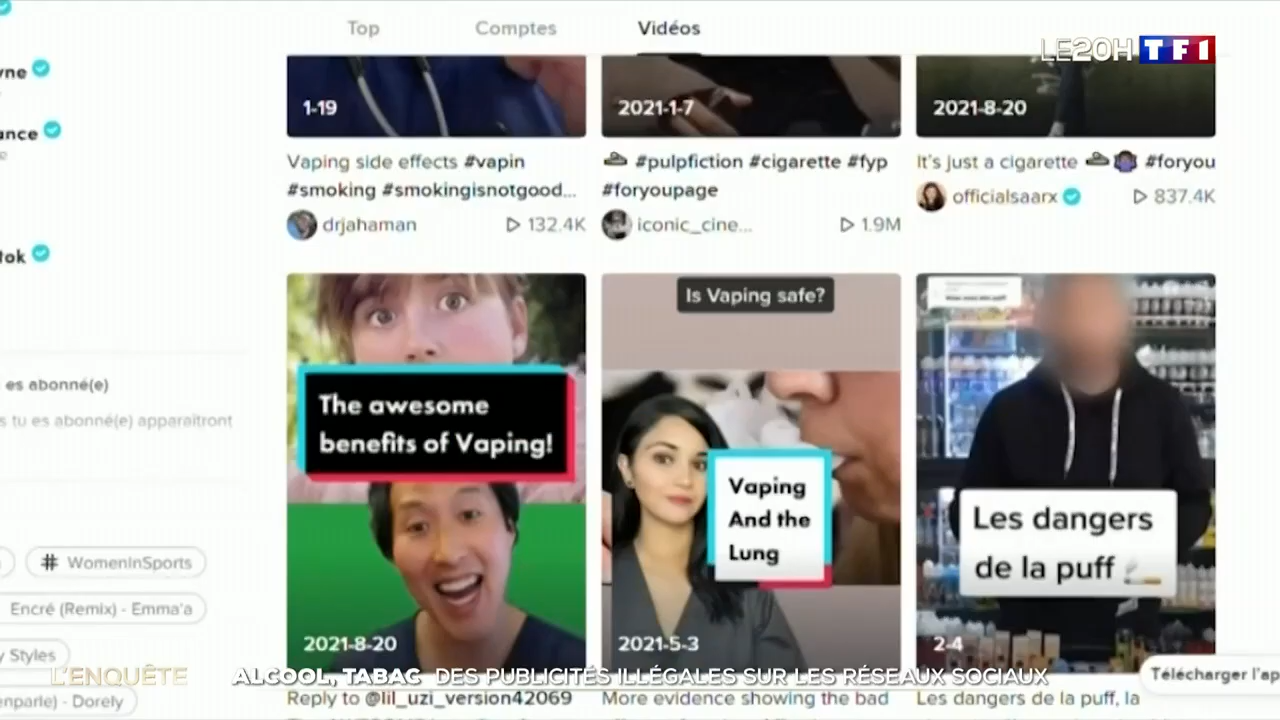 Top Comptes Vidéos
LE20H TF1
yne
ance
tok
es abonné(e)
s tu es abonné(e) apparaîtront
# WomenInSports
Encré (Remix) - Emma'a
y Styles
enparle) - Dorely
1-19
Vaping side effects #vapin
#smoking #smokingisnotgood...
drjahaman 132.4K
2021-1-7
#pulpfiction #cigarette #fyp
#foryoupage
iconic_cine... 1.9M
2021-8-20
It's just a cigarette #foryou
officialsaarx 837.4K
The awesome
benefits of Vaping!
2021-8-20
Reply to @lil_uzi_version42069
Is Vaping safe?
Vaping
And the
Lung
2021-5-3
More evidence showing the bad
Les dangers
de la puff
2-4
Les dangers de la puff, la
Télécharger l'ap
L'ENQUÊTE ALCOOL, TABAC DES PUBLICITÉS ILLÉGALES SUR LES RÉSEAUX SOCIAUX